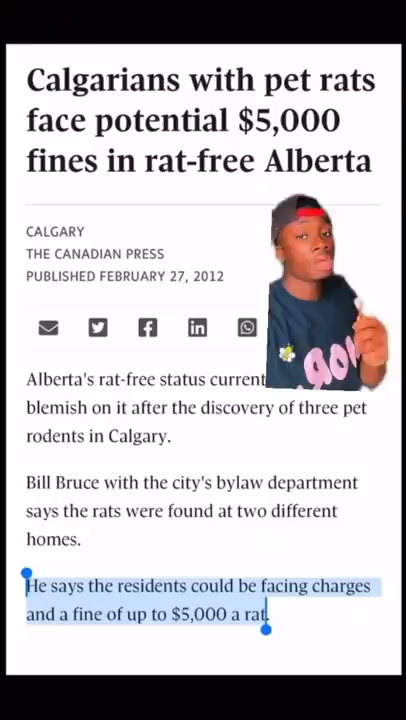 Calgarians with pet rats
face potential $5,000
fines in rat-free Alberta
CALGARY
THE CANADIAN PRESS
PUBLISHED FEBRUARY 27, 2012
Alberta's rat-free status current
blemish on it after the discovery of three pet
rodents in Calgary.
Bill Bruce with the city's bylaw department
says the rats were found at two different
homes.
He says the residents could be facing charges
and a fine of up to $5,000 a rat.